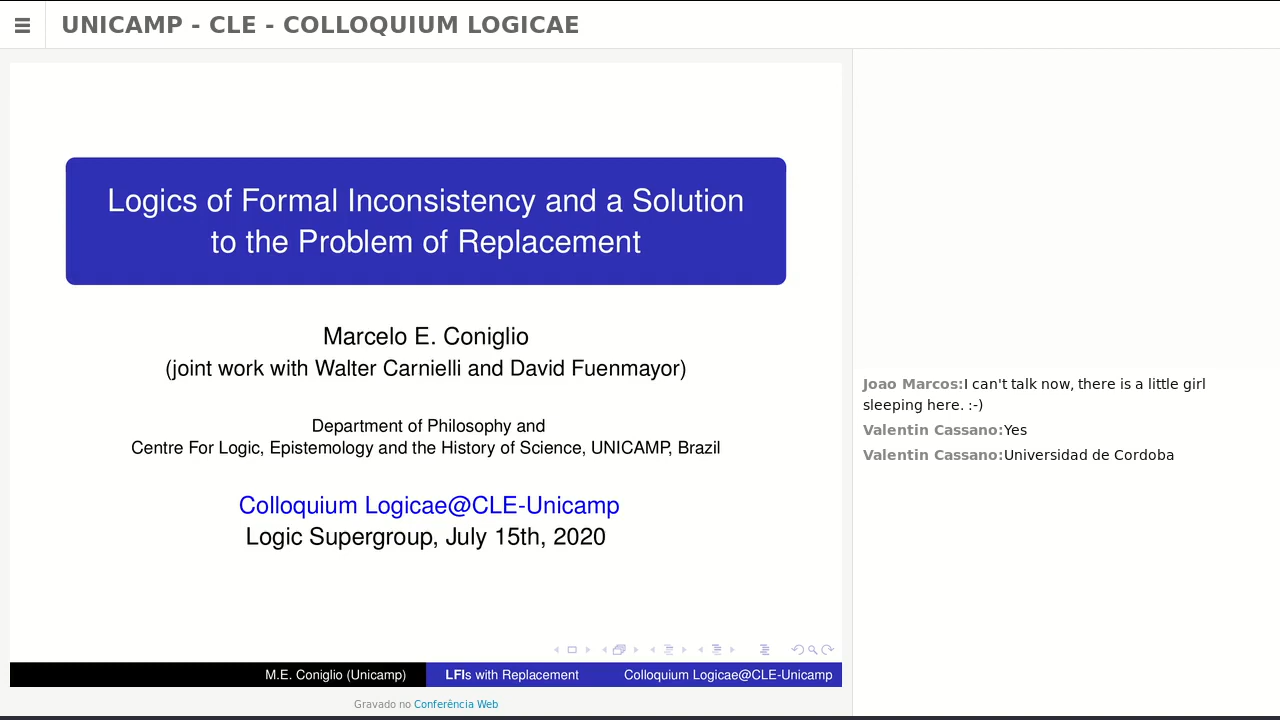 UNICAMP - CLE - COLLOQUIUM LOGICAE
Logics of Formal Inconsistency and a Solution
to the Problem of Replacement
Marcelo E. Coniglio
(joint work with Walter Carnielli and David Fuenmayor)
Department of Philosophy and
Centre For Logic, Epistemology and the History of Science, UNICAMP, Brazil
Colloquium Logicae@CLE-Unicamp
Logic Supergroup, July 15th, 2020
M.E. Coniglio (Unicamp)
LFIs with Replacement
Colloquium Logicae@CLE-Unicamp
Gravado no Conferência Web
Joao Marcos:I can't talk now, there is a little girl
sleeping here. :-)
Valentin Cassano:Yes
Valentin Cassano:Universidad de Cordoba